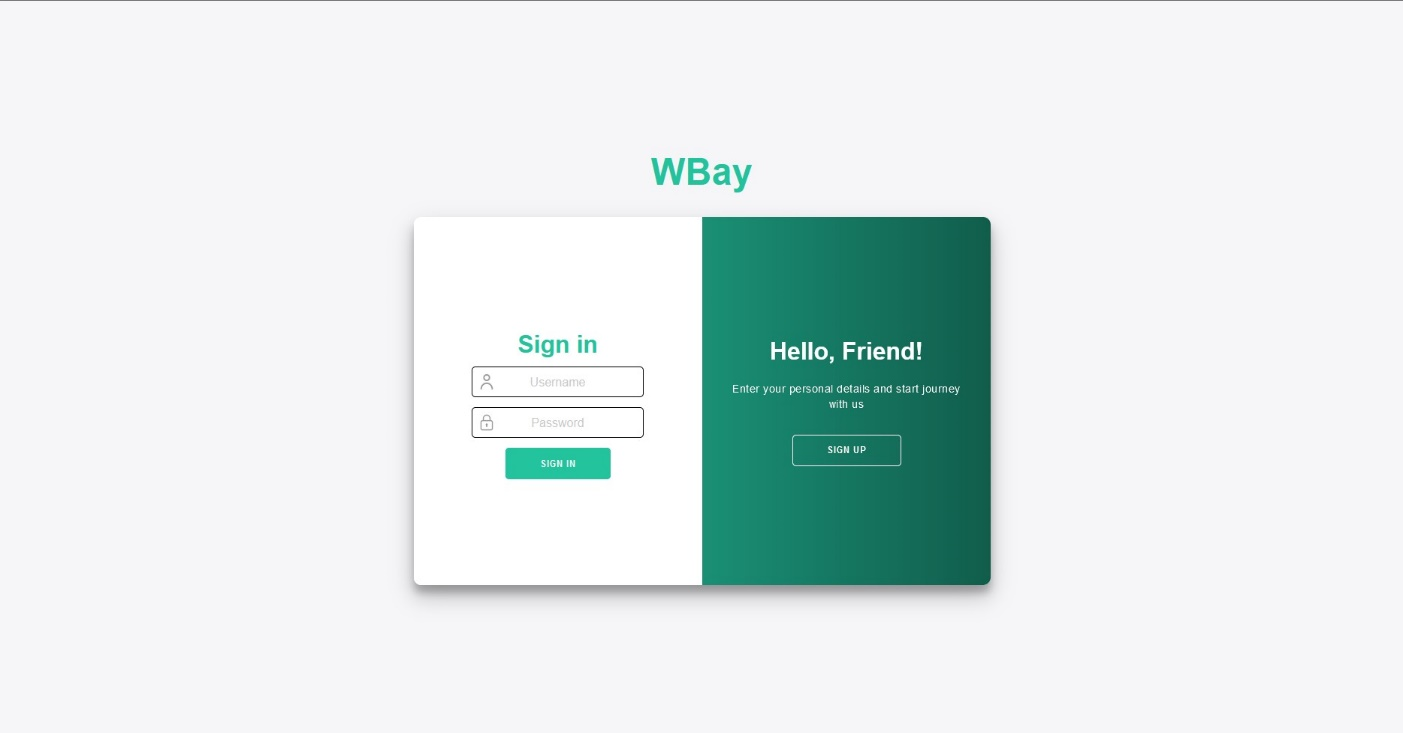 WBay
Sign in
Username
Password
SIGN IN
Hello, Friend!
Enter your personal details and start journey
with us
SIGN UP